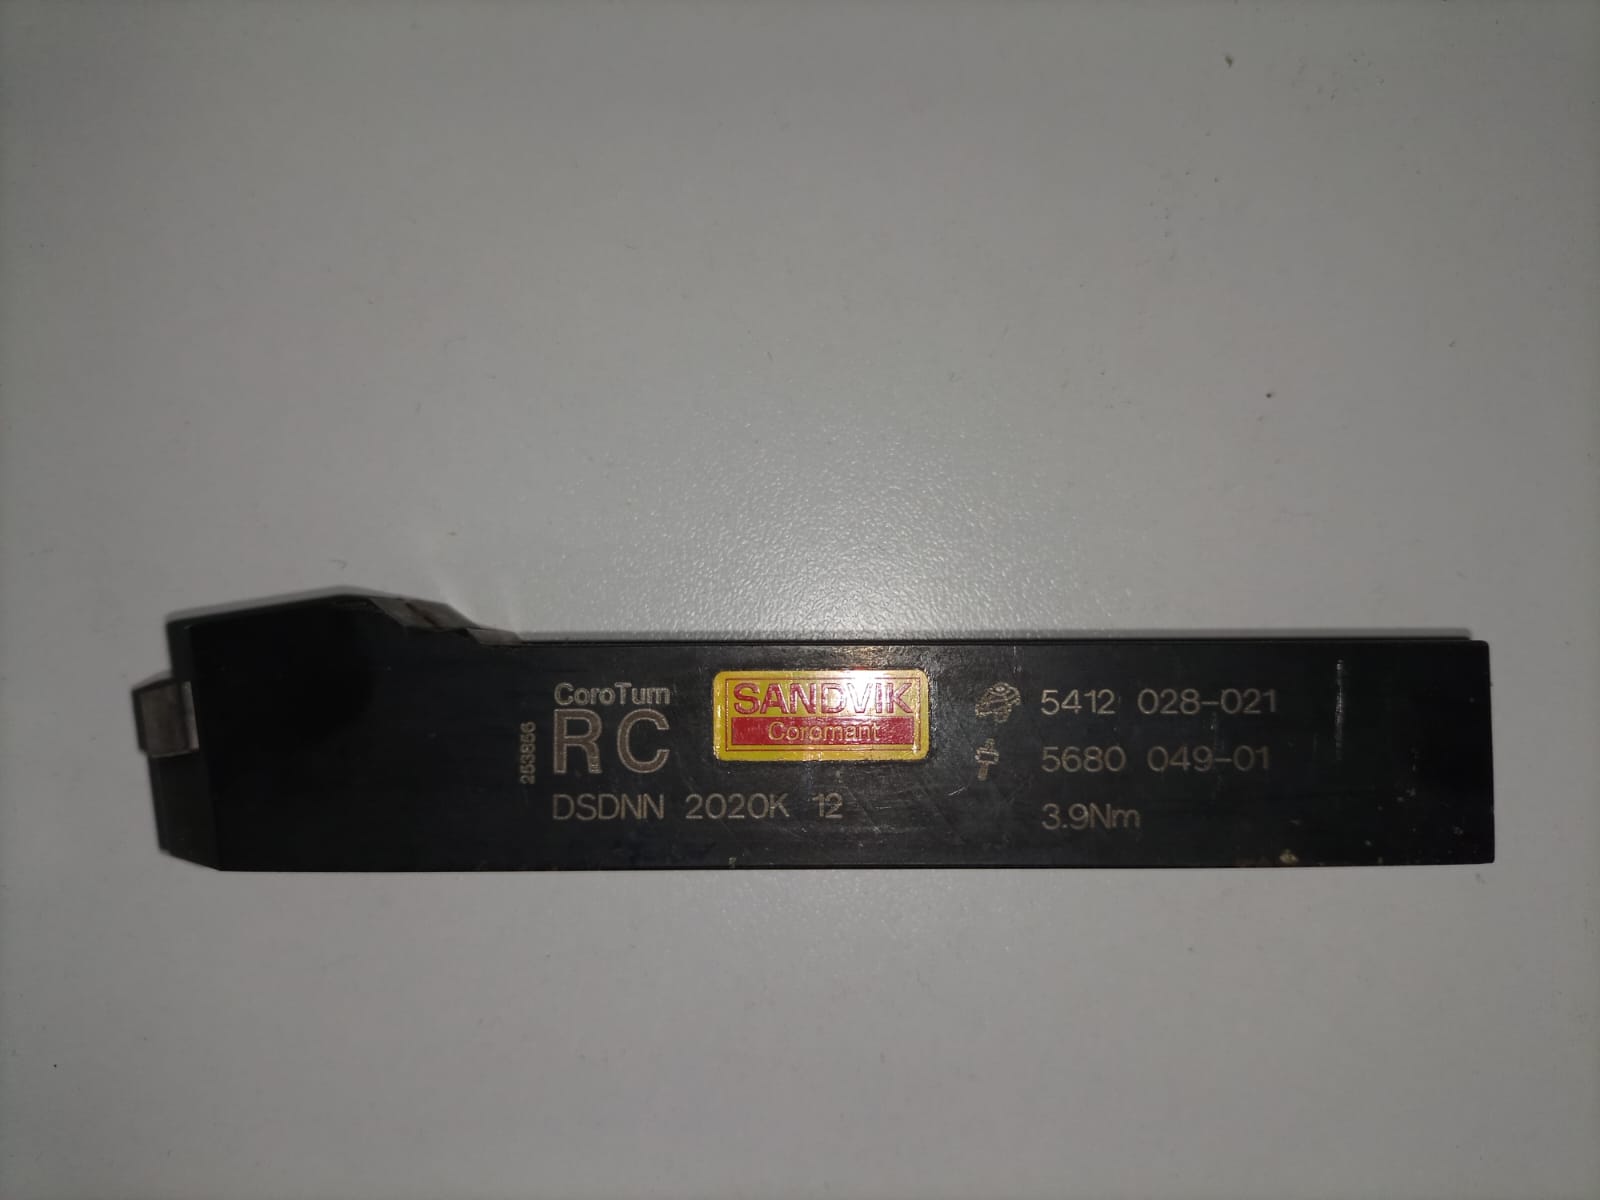 CoroTurn
RC
253856
DSDNN 2020K 12
SANDVIK
Coromant
5412 028-021
5680 049-01
3.9Nm